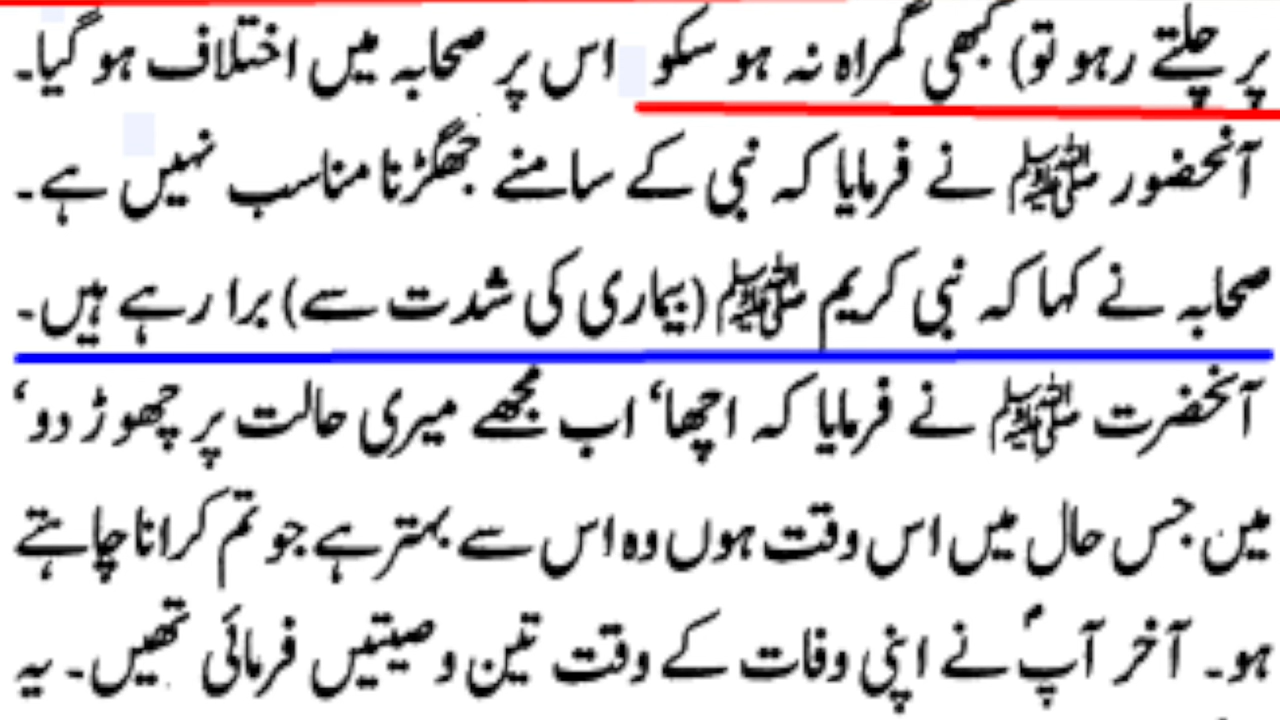 پر چلتے رہو تو) کبھی گمراہ نہ ہو سکو اس پر صحابہ میں اختلاف ہو گیا۔
آنحضور ﷺ نے فرمایا کہ نبی کے سامنے جھگڑنا مناسب نہیں ہے۔
صحابہ نے کہا کہ نبی کریم ﷺ (بیماری کی شدت سے) برا رہے ہیں۔
آنحضرت ﷺ نے فرمایا کہ اچھا‘ اب مجھے میری حالت پر چھوڑ دو‘
میں جس حال میں اس وقت ہوں وہ اس سے بہتر ہے جو تم کرانا چاہتے
ہو۔ آخر آپؐ نے اپنی وفات کے وقت تین وصیتیں فرمائی تھیں۔ یہ